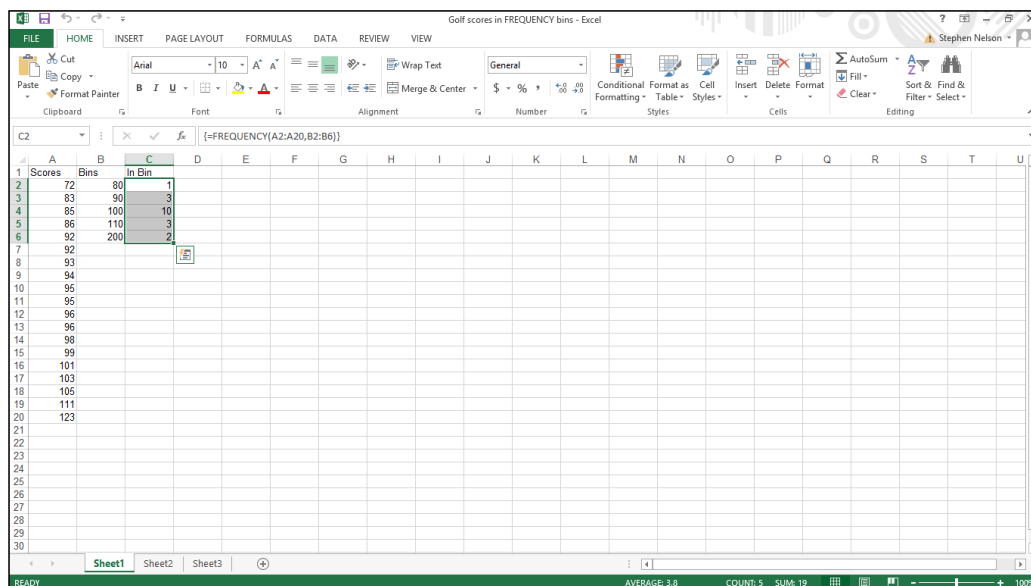 Golf scores in FREQUENCY bins - Excel
?
FILE HOME INSERT PAGE LAYOUT FORMULAS DATA REVIEW VIEW
Stephen Nelson
Paste
Cut
Copy
Format Painter
Clipboard
Arial 10
B I U
Font
Wrap Text
Merge & Center
Alignment
General
$ % ,
Number
Conditional Formatting
Format as Table
Cell Styles
Styles
Insert Delete Format
Cells
AutoSum
Fill
Clear
Sort & Filter
Find & Select
Editing
C2 fx {=FREQUENCY(A2:A20,B2:B6)}
A B C D E F G H I J K L M N O P Q R S T U
1 Scores Bins In Bin
2 72 80 1
3 83 90 3
4 85 100 10
5 86 110 3
6 92 200 2
7 92
8 93
9 94
10 95
11 95
12 96
13 96
14 98
15 99
16 101
17 103
18 105
19 111
20 123
21
22
23
24
25
26
27
28
29
30
Sheet1 Sheet2 Sheet3
READY AVERAGE: 3.8 COUNT: 5 SUM: 19 100%